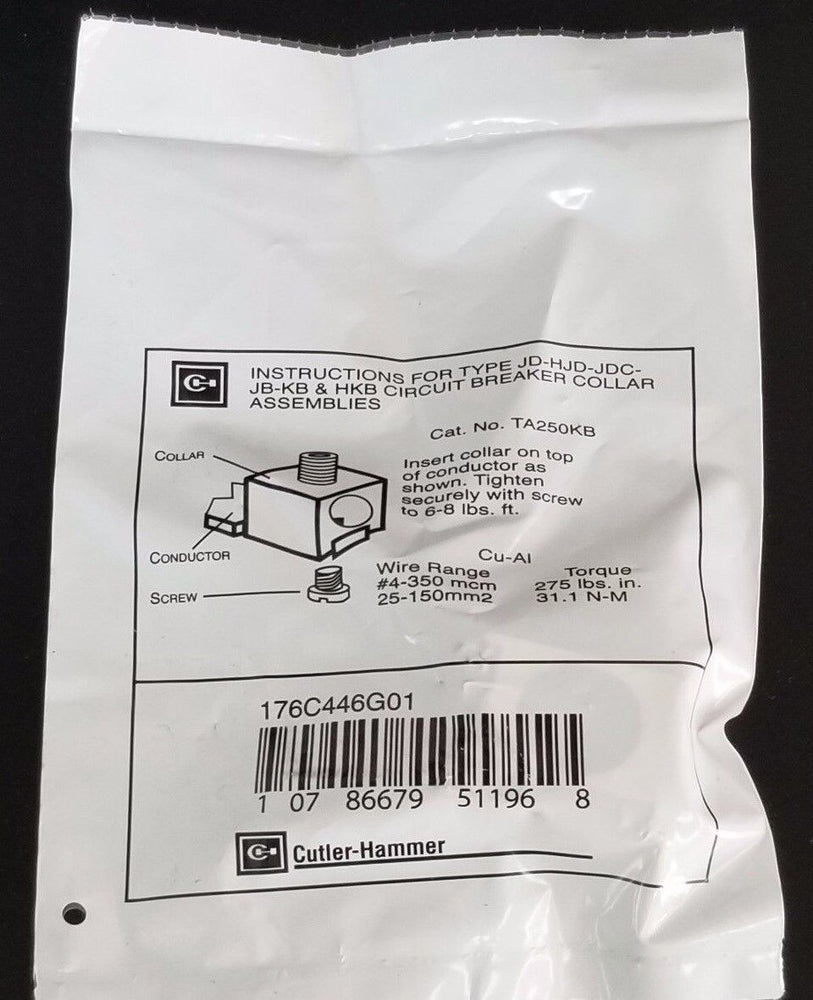 INSTRUCTIONS FOR TYPE JD-HJD-JDC-
JB-KB & HKB CIRCUIT BREAKER COLLAR
ASSEMBLIES
Cat. No. TA250KB
COLLAR
Insert collar on top
of conductor as
shown. Tighten
securely with screw
to 6-8 lbs. ft.
CONDUCTOR
SCREW
Cu-Al
Wire Range
#4-350 mcm
25-150mm2
Torque
275 lbs. in.
31.1 N-M
176C446G01
1 07 86679 51196 8
Cutler-Hammer